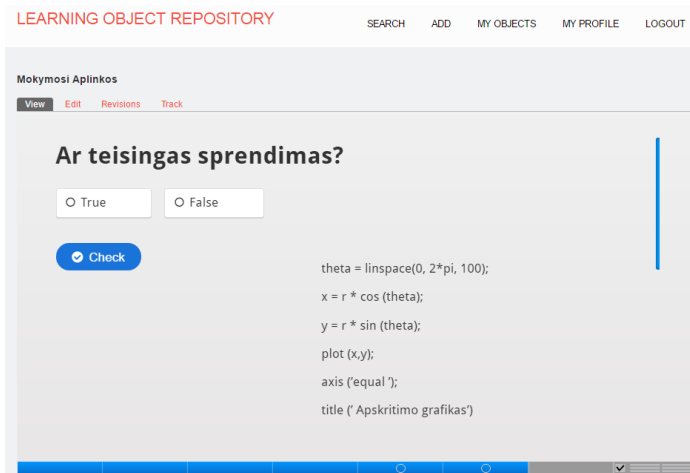 LEARNING OBJECT REPOSITORY
SEARCH ADD MY OBJECTS MY PROFILE LOGOUT
Mokymosi Aplinkos
View Edit Revisions Track
Ar teisingas sprendimas?
True False
Check
theta = linspace(0, 2*pi, 100);
x = r * cos (theta);
y = r * sin (theta);
plot (x,y);
axis ('equal ');
title (' Apskritimo grafikas')